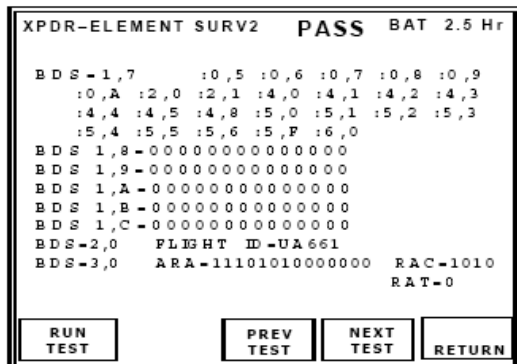 XPDR-ELEMENT SURV2 PASS BAT 2.5 Hr
BDS=1,7 :0,5 :0,6 :0,7 :0,8 :0,9
:0,A :2,0 :2,1 :4,0 :4,1 :4,2 :4,3
:4,4 :4,5 :4,8 :5,0 :5,1 :5,2 :5,3
:5,4 :5,5 :5,6 :5,F :6,0
BDS 1,8=00000000000000
BDS 1,9=00000000000000
BDS 1,A=00000000000000
BDS 1,B=00000000000000
BDS 1,C=00000000000000
BDS=2,0 FLIGHT ID=UA661
BDS=3,0 ARA=11101010000000 RAC=1010
RAT=0
RUN TEST PREV TEST NEXT TEST RETURN